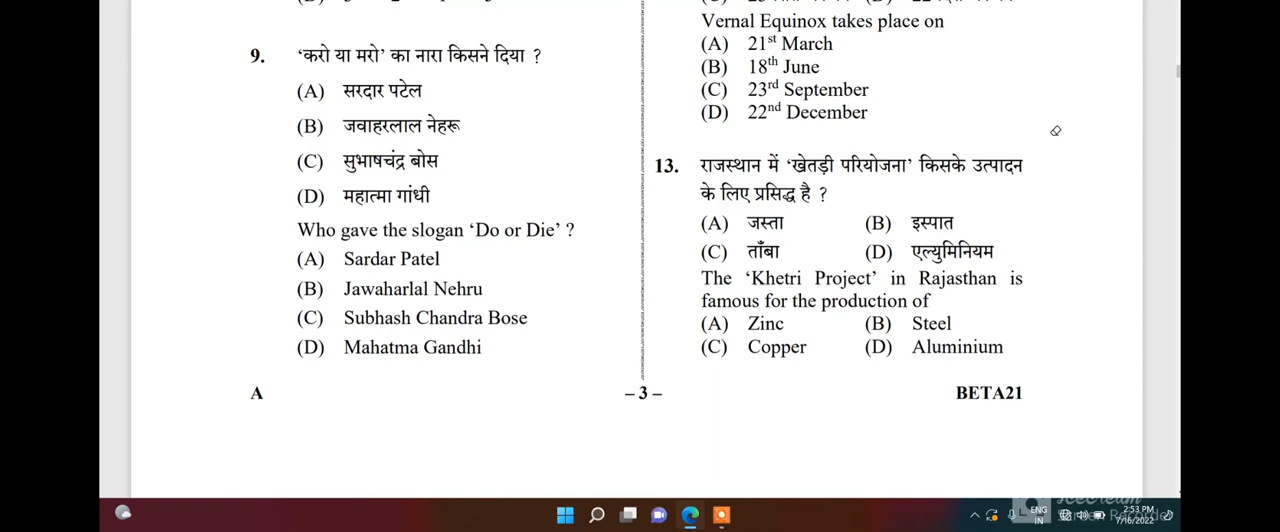 9. ‘करो या मरो’ का नारा किसने दिया ?
(A) सरदार पटेल
(B) जवाहरलाल नेहरू
(C) सुभाषचंद्र बोस
(D) महात्मा गांधी
Who gave the slogan ‘Do or Die’ ?
(A) Sardar Patel
(B) Jawaharlal Nehru
(C) Subhash Chandra Bose
(D) Mahatma Gandhi
Vernal Equinox takes place on
(A) 21st March
(B) 18th June
(C) 23rd September
(D) 22nd December
13. राजस्थान में ‘खेतड़ी परियोजना’ किसके उत्पादन
के लिए प्रसिद्ध है ?
(A) जस्ता (B) इस्पात
(C) ताँबा (D) एल्युमिनियम
The ‘Khetri Project’ in Rajasthan is
famous for the production of
(A) Zinc (B) Steel
(C) Copper (D) Aluminium
A – 3 – BETA21
ENG
IN
2:53 PM
7/16/2022